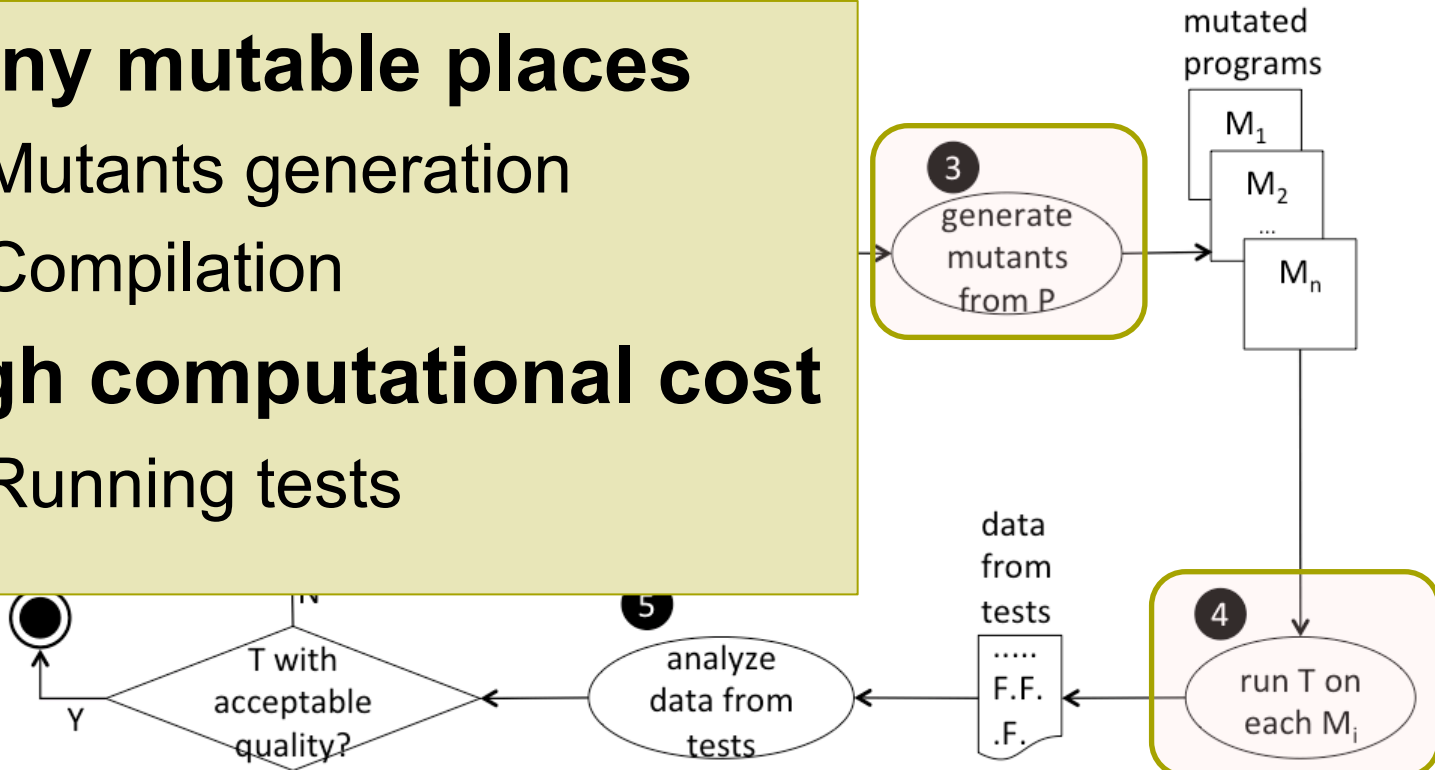 ny mutable places
Mutants generation
Compilation
gh computational cost
Running tests
mutated
programs
M₁
M₂
...
Mₙ
3
generate
mutants
from P
4
run T on
each Mᵢ
data
from
tests
.....
F.F.
.F.
5
analyze
data from
tests
N
T with
acceptable
quality?
Y